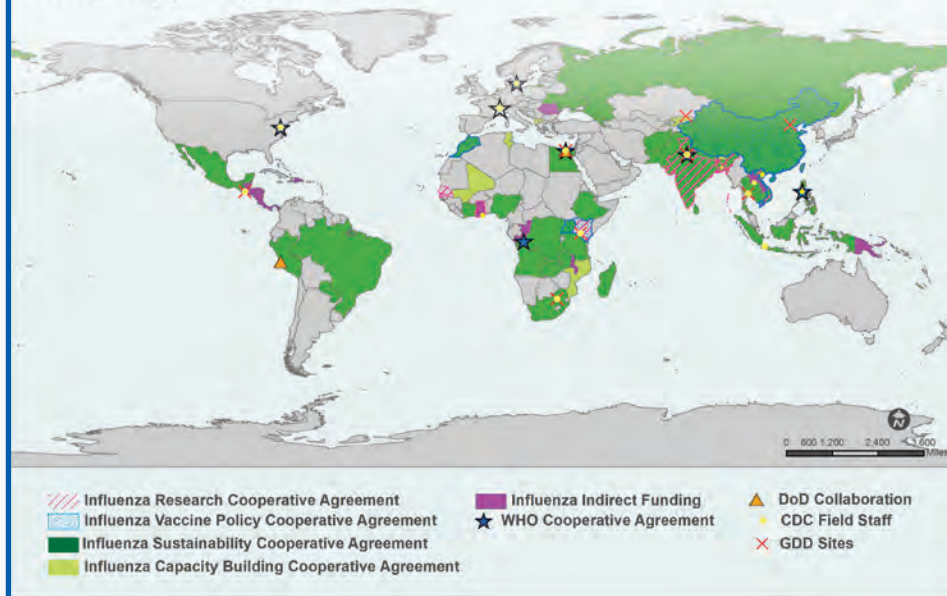 N
0 600 1,200 2,400 3,600
Miles
Influenza Research Cooperative Agreement
Influenza Vaccine Policy Cooperative Agreement
Influenza Sustainability Cooperative Agreement
Influenza Capacity Building Cooperative Agreement
Influenza Indirect Funding
WHO Cooperative Agreement
DoD Collaboration
CDC Field Staff
GDD Sites